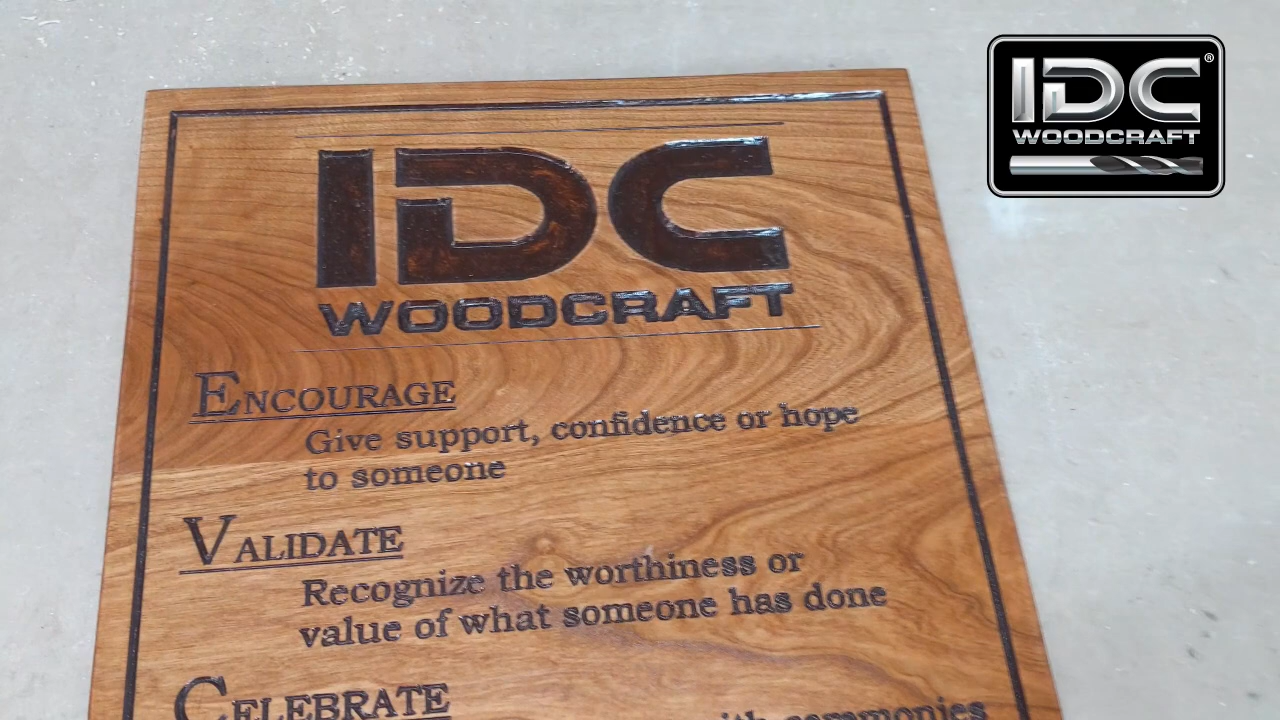 IDC
WOODCRAFT
ENCOURAGE
Give support, confidence or hope
to someone
VALIDATE
Recognize the worthiness or
value of what someone has done
CELEBRATE
ceremonies
IDC®
WOODCRAFT